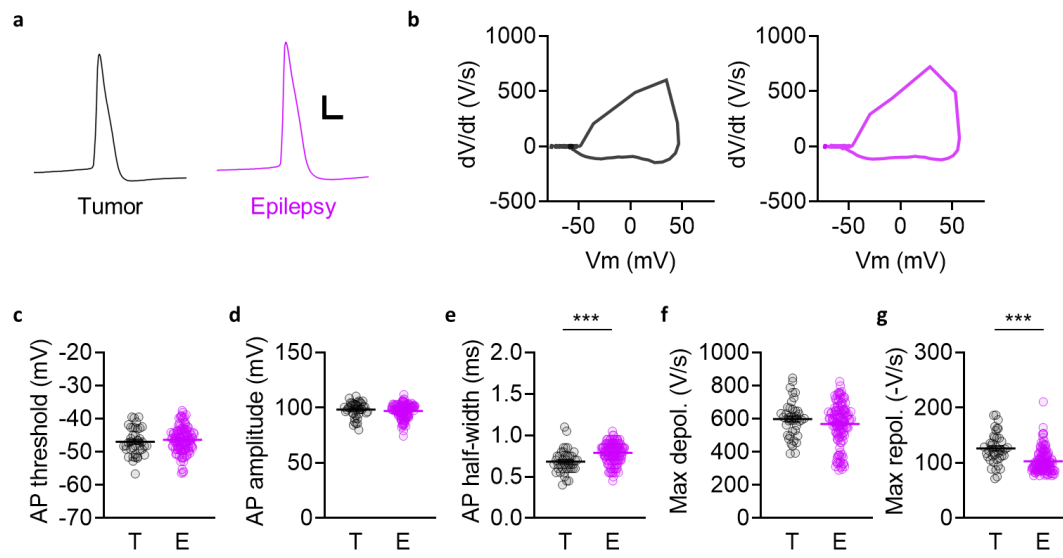 a
Tumor
Epilepsy
b
dV/dt (V/s)
1000
500
0
-500
-50
0
50
Vm (mV)
dV/dt (V/s)
1000
500
0
-500
-50
0
50
Vm (mV)
c
AP threshold (mV)
-20
-30
-40
-50
-60
-70
T
E
d
AP amplitude (mV)
150
100
50
0
T
E
e
***
AP half-width (ms)
2.0
1.5
1.0
0.5
0.0
T
E
f
Max depol. (V/s)
1000
800
600
400
200
0
T
E
g
***
Max repol. (-V/s)
300
200
100
0
T
E